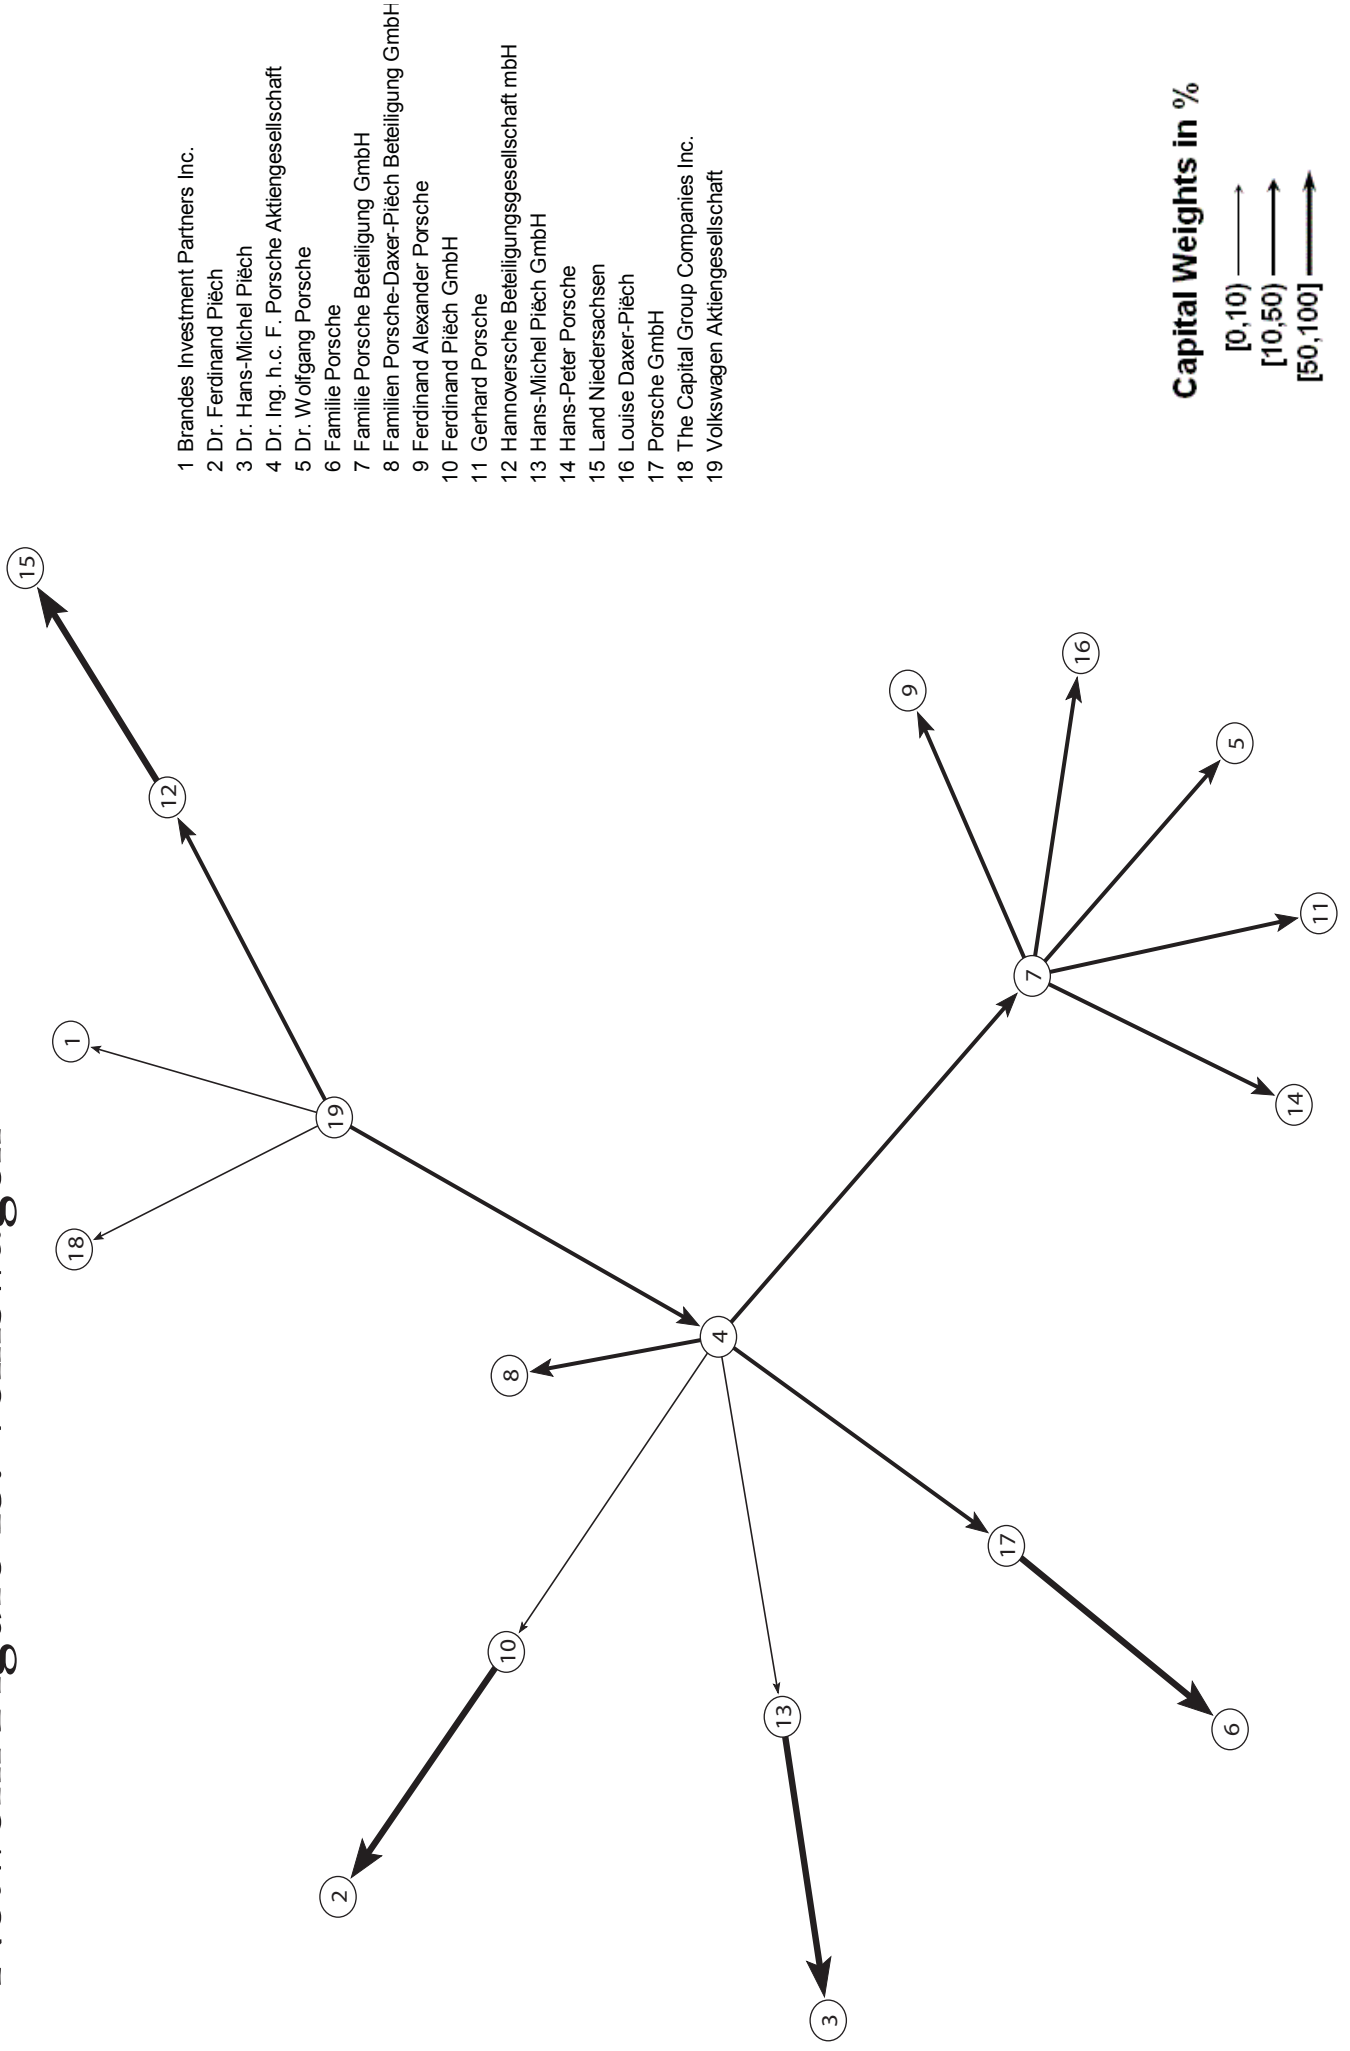 1 Brandes Investment Partners Inc.
2 Dr. Ferdinand Piëch
3 Dr. Hans-Michel Piëch
4 Dr. Ing. h.c. F. Porsche Aktiengesellschaft
5 Dr. Wolfgang Porsche
6 Familie Porsche
7 Familie Porsche Beteiligung GmbH
8 Familien Porsche-Daxer-Piëch Beteiligung GmbH
9 Ferdinand Alexander Porsche
10 Ferdinand Piëch GmbH
11 Gerhard Porsche
12 Hannoversche Beteiligungsgesellschaft mbH
13 Hans-Michel Piëch GmbH
14 Hans-Peter Porsche
15 Land Niedersachsen
16 Louise Daxer-Piëch
17 Porsche GmbH
18 The Capital Group Companies Inc.
19 Volkswagen Aktiengesellschaft
Capital Weights in %
[0,10)
[10,50)
[50,100]
15
12
1
19
18
9
16
5
11
7
14
4
8
17
10
13
6
2
3